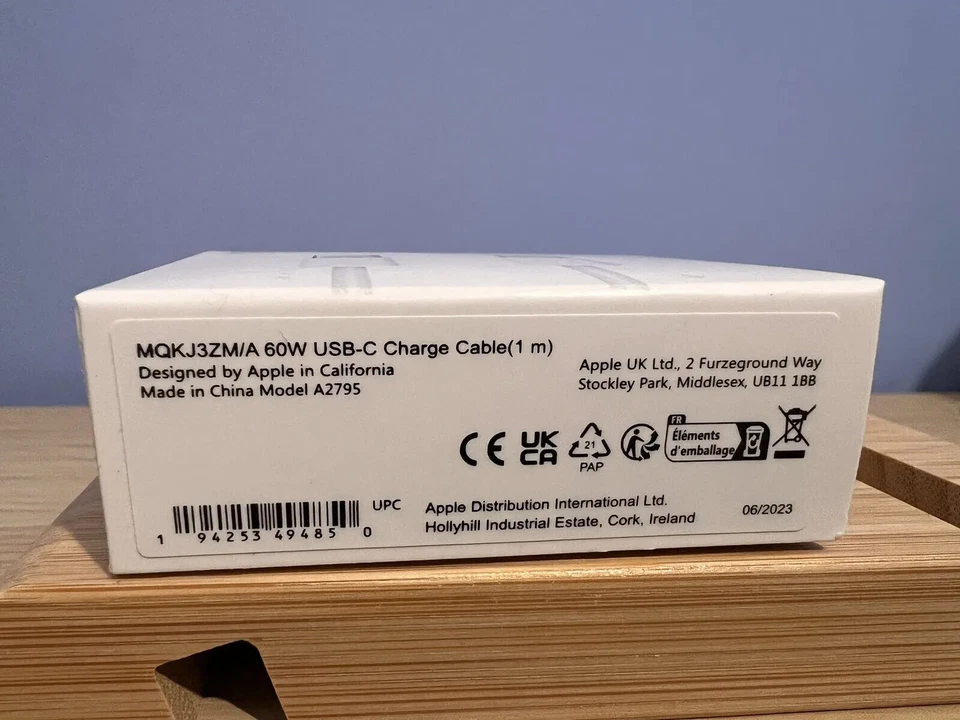 MQKJ3ZM/A 60W USB-C Charge Cable(1 m)
Designed by Apple in California
Made in China Model A2795
Apple UK Ltd., 2 Furzeground Way
Stockley Park, Middlesex, UB11 1BB
CE
UK
CA
21
PAP
FR
Éléments
d'emballage
UPC
1 94253 49485 0
Apple Distribution International Ltd.
Hollyhill Industrial Estate, Cork, Ireland
06/2023